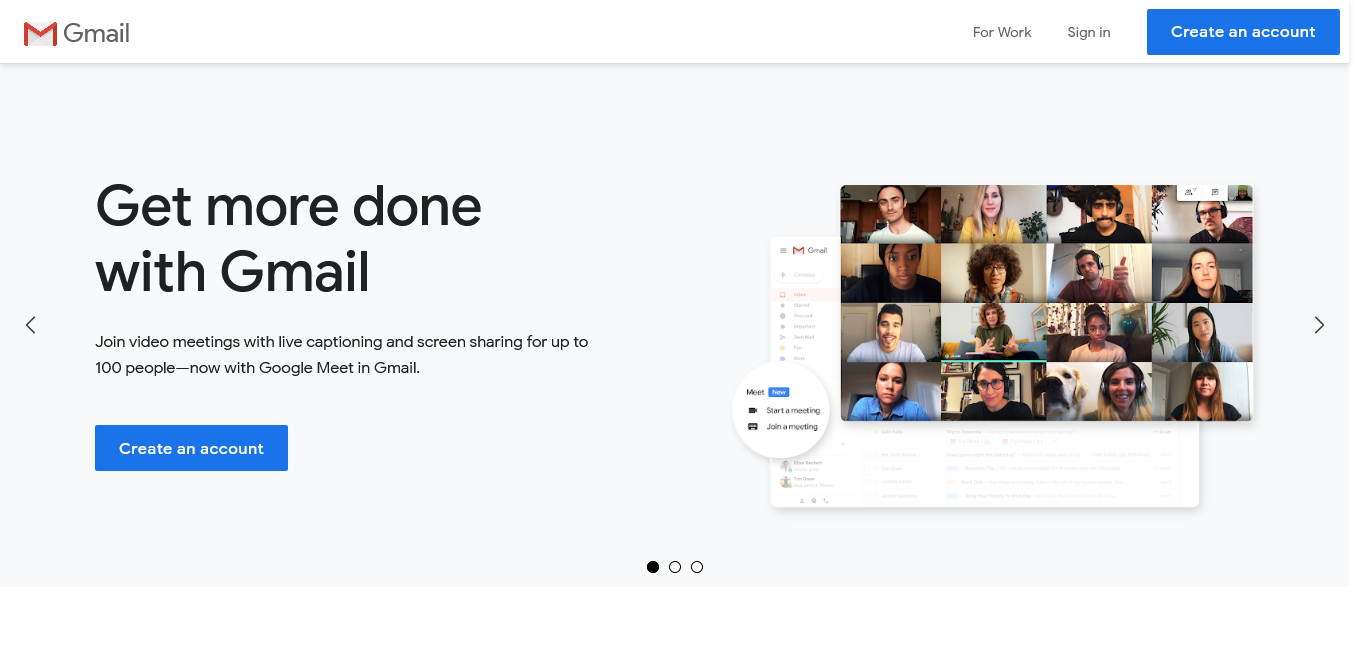 Gmail
For Work
Sign in
Create an account
Get more done
with Gmail
Join video meetings with live captioning and screen sharing for up to
100 people—now with Google Meet in Gmail.
Create an account
Gmail
Company
Inbox
Starred
Snoozed
Important
Sent Mail
Meet New
Start a meeting
Join a meeting